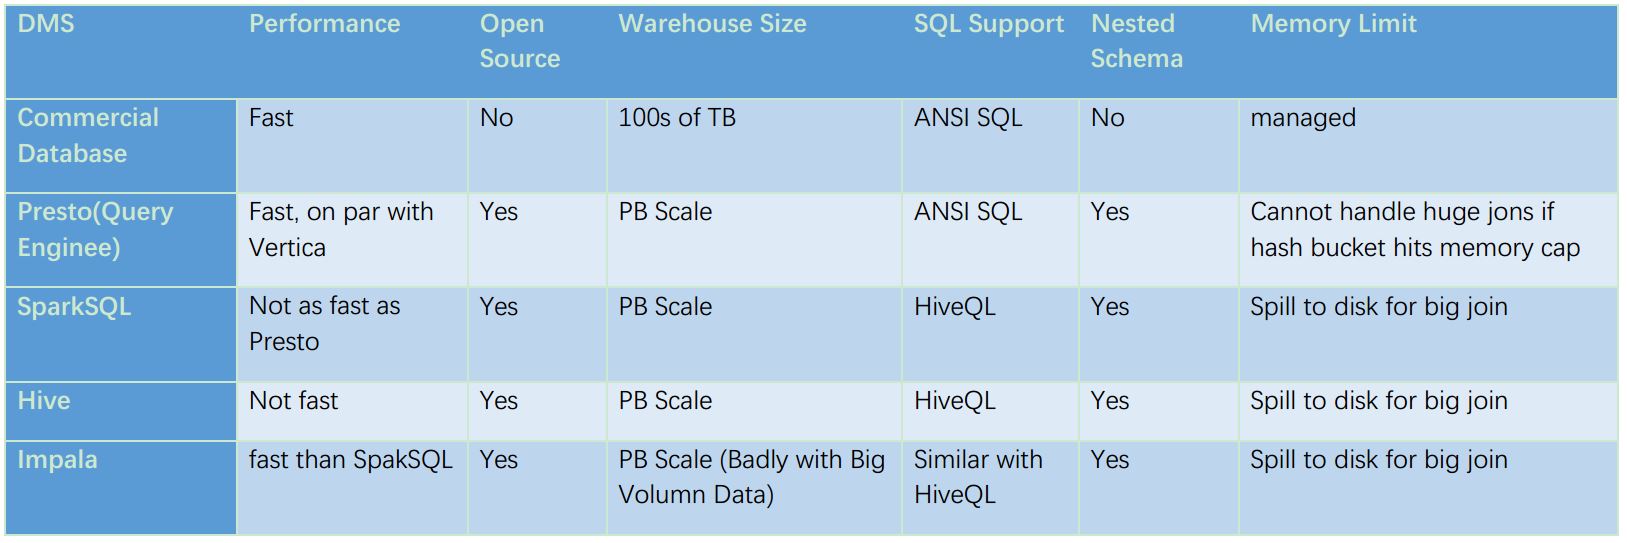 DMS
Performance
Open
Source
Warehouse Size
SQL Support
Nested
Schema
Memory Limit
Commercial
Database
Fast
No
100s of TB
ANSI SQL
No
managed
Presto(Query
Enginee)
Fast, on par with
Vertica
Yes
PB Scale
ANSI SQL
Yes
Cannot handle huge jons if
hash bucket hits memory cap
SparkSQL
Not as fast as
Presto
Yes
PB Scale
HiveQL
Yes
Spill to disk for big join
Hive
Not fast
Yes
PB Scale
HiveQL
Yes
Spill to disk for big join
Impala
fast than SpakSQL
Yes
PB Scale (Badly with Big
Volumn Data)
Similar with
HiveQL
Yes
Spill to disk for big join